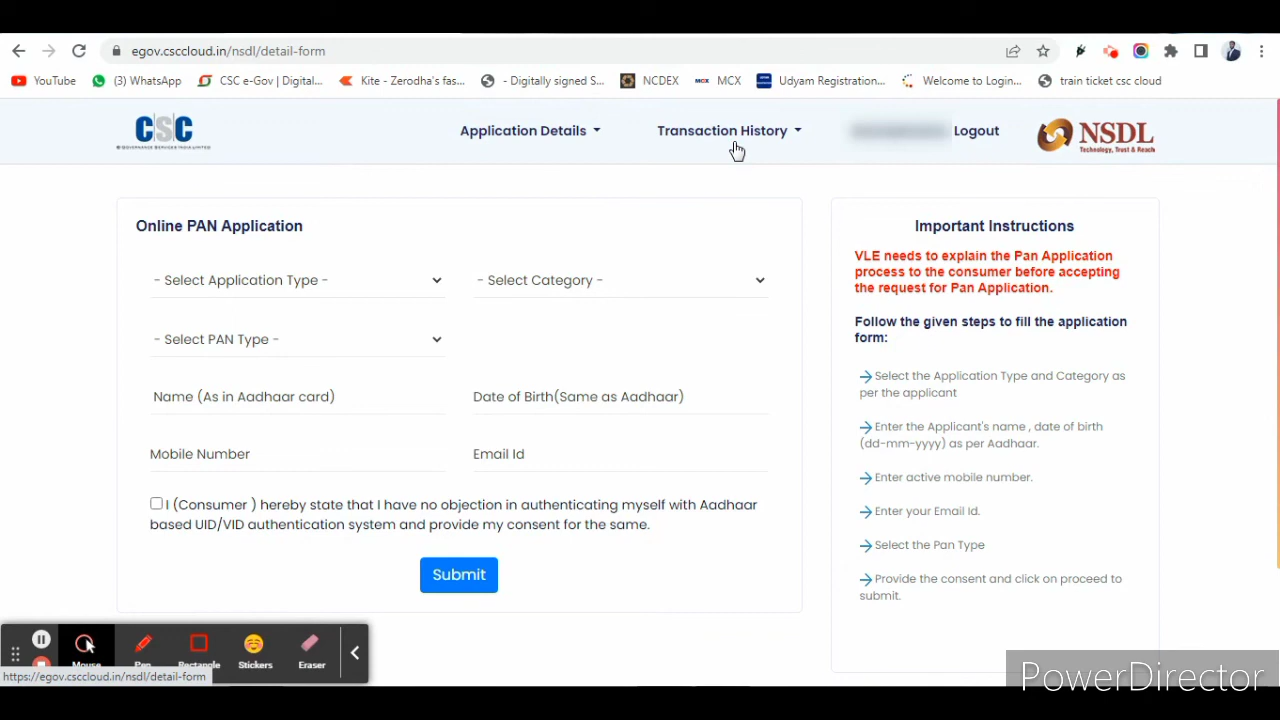 egov.csccloud.in/nsdl/detail-form
YouTube
(3) WhatsApp
CSC e-Gov | Digital...
Kite - Zerodha's fas...
- Digitally signed S...
NCDEX
MCX
MCX
Udyam Registration...
Welcome to Login...
train ticket csc cloud
CSC
E-GOVERNANCE SERVICES INDIA LIMITED
Application Details
Transaction History
Logout
NSDL
Technology, Trust & Reach
Online PAN Application
- Select Application Type -
- Select Category -
- Select PAN Type -
Name (As in Aadhaar card)
Date of Birth(Same as Aadhaar)
Mobile Number
Email Id
I (Consumer ) hereby state that I have no objection in authenticating myself with Aadhaar
based UID/VID authentication system and provide my consent for the same.
Submit
Important Instructions
VLE needs to explain the Pan Application
process to the consumer before accepting
the request for Pan Application.
Follow the given steps to fill the application
form:
Select the Application Type and Category as
per the applicant
Enter the Applicant's name , date of birth
(dd-mm-yyyy) as per Aadhaar.
Enter active mobile number.
Enter your Email Id.
Select the Pan Type
Provide the consent and click on proceed to
submit.
Mouse
Pen
Rectangle
Stickers
Eraser
https://egov.csccloud.in/nsdl/detail-form
PowerDirector